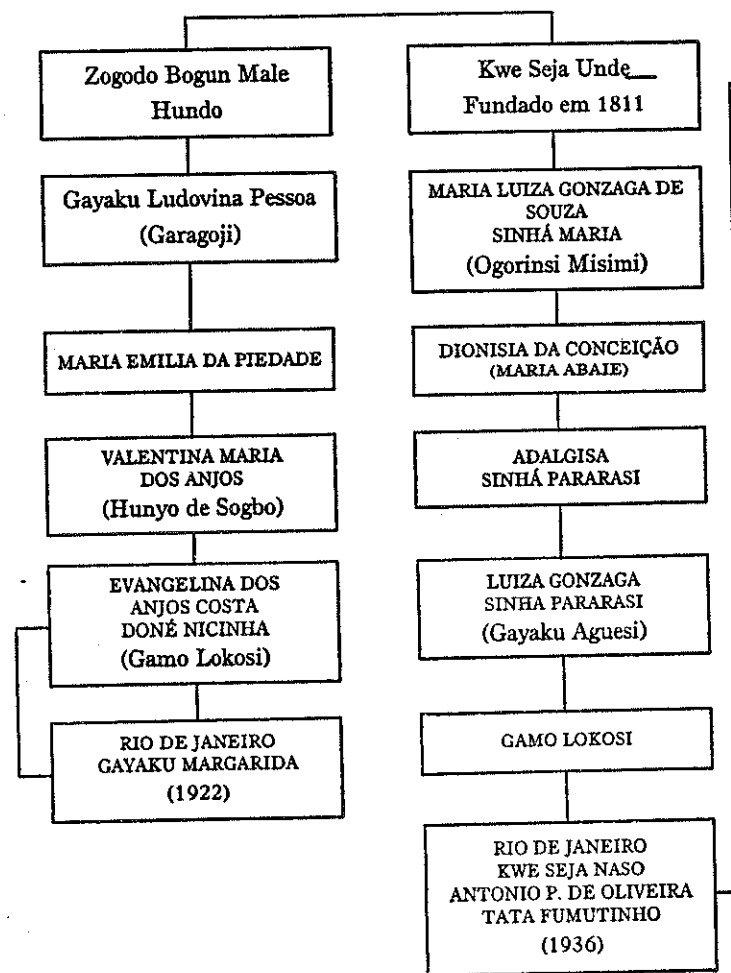 Zogodo Bogun Male
Hundo
Gayaku Ludovina Pessoa
(Garagoji)
MARIA EMILIA DA PIEDADE
VALENTINA MARIA
DOS ANJOS
(Hunyo de Sogbo)
EVANGELINA DOS
ANJOS COSTA
DONÉ NICINHA
(Gamo Lokosi)
RIO DE JANEIRO
GAYAKU MARGARIDA
(1922)
Kwe Seja Unde
Fundado em 1811
MARIA LUIZA GONZAGA DE
SOUZA
SINHÁ MARIA
(Ogorinsi Misimi)
DIONISIA DA CONCEIÇÃO
(MARIA ABAIE)
ADALGISA
SINHÁ PARARASI
LUIZA GONZAGA
SINHA PARARASI
(Gayaku Aguesi)
GAMO LOKOSI
RIO DE JANEIRO
KWE SEJA NASO
ANTONIO P. DE OLIVEIRA
TATA FUMUTINHO
(1936)